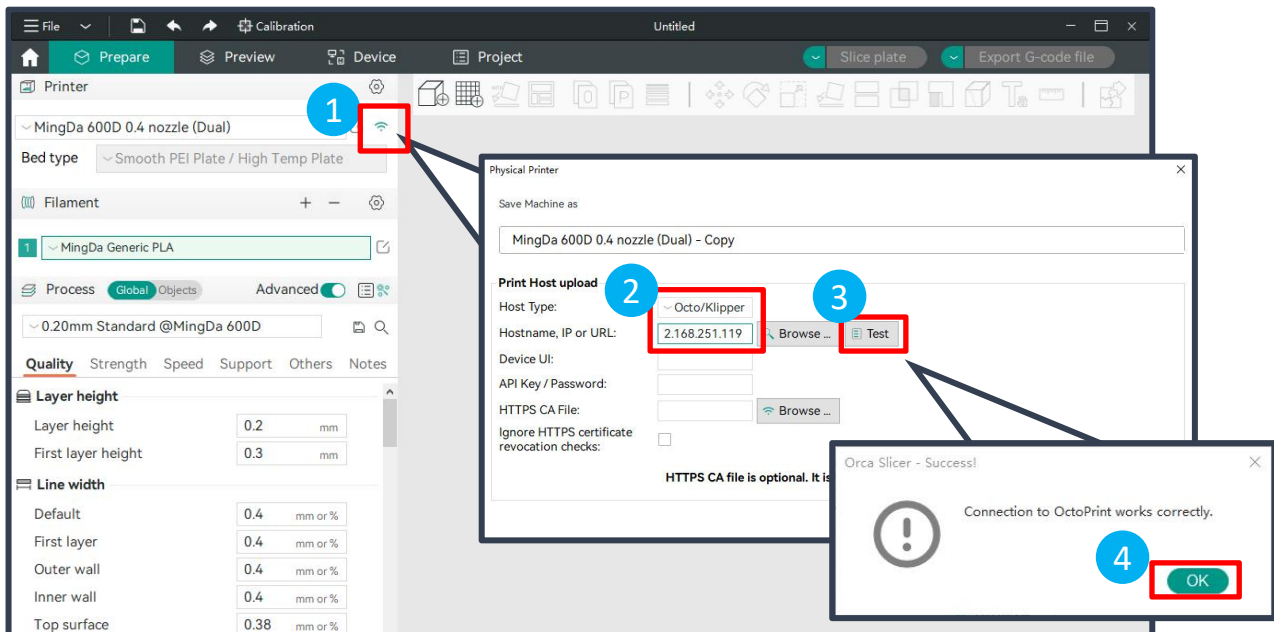 File
Calibration
Untitled
Prepare
Preview
Device
Project
Slice plate
Export G-code file
Printer
1
MingDa 600D 0.4 nozzle (Dual)
Bed type
Smooth PEI Plate / High Temp Plate
Filament
1
MingDa Generic PLA
Process
Global
Objects
Advanced
0.20mm Standard @MingDa 600D
Quality Strength Speed Support Others Notes
Layer height
Layer height 0.2 mm
First layer height 0.3 mm
Line width
Default 0.4 mm or %
First layer 0.4 mm or %
Outer wall 0.4 mm or %
Inner wall 0.4 mm or %
Top surface 0.38 mm or %
Physical Printer
Save Machine as
MingDa 600D 0.4 nozzle (Dual) - Copy
Print Host upload
2
3
Host Type: Octo/Klipper
Hostname, IP or URL: 2.168.251.119 Browse ... Test
Device UI:
API Key / Password:
HTTPS CA File: Browse ...
Ignore HTTPS certificate
revocation checks:
HTTPS CA file is optional. It is
Orca Slicer - Success!
Connection to OctoPrint works correctly.
4
OK